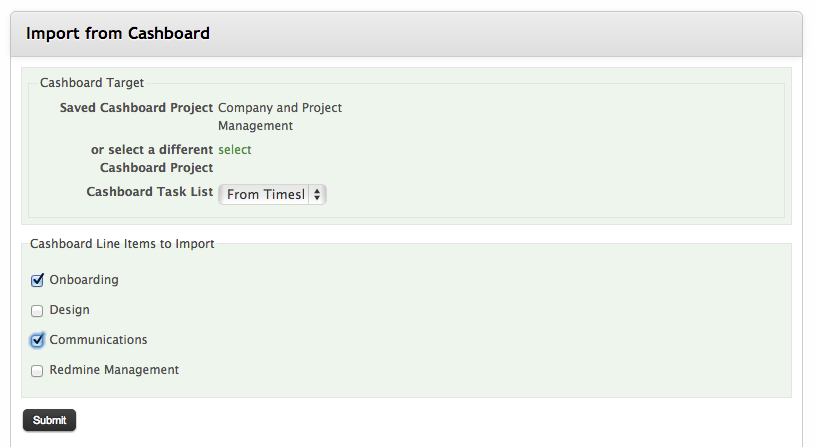 Import from Cashboard
Cashboard Target
Saved Cashboard Project Company and Project
Management
or select a different select
Cashboard Project
Cashboard Task List From Timesl
Cashboard Line Items to Import
Onboarding
Design
Communications
Redmine Management
Submit